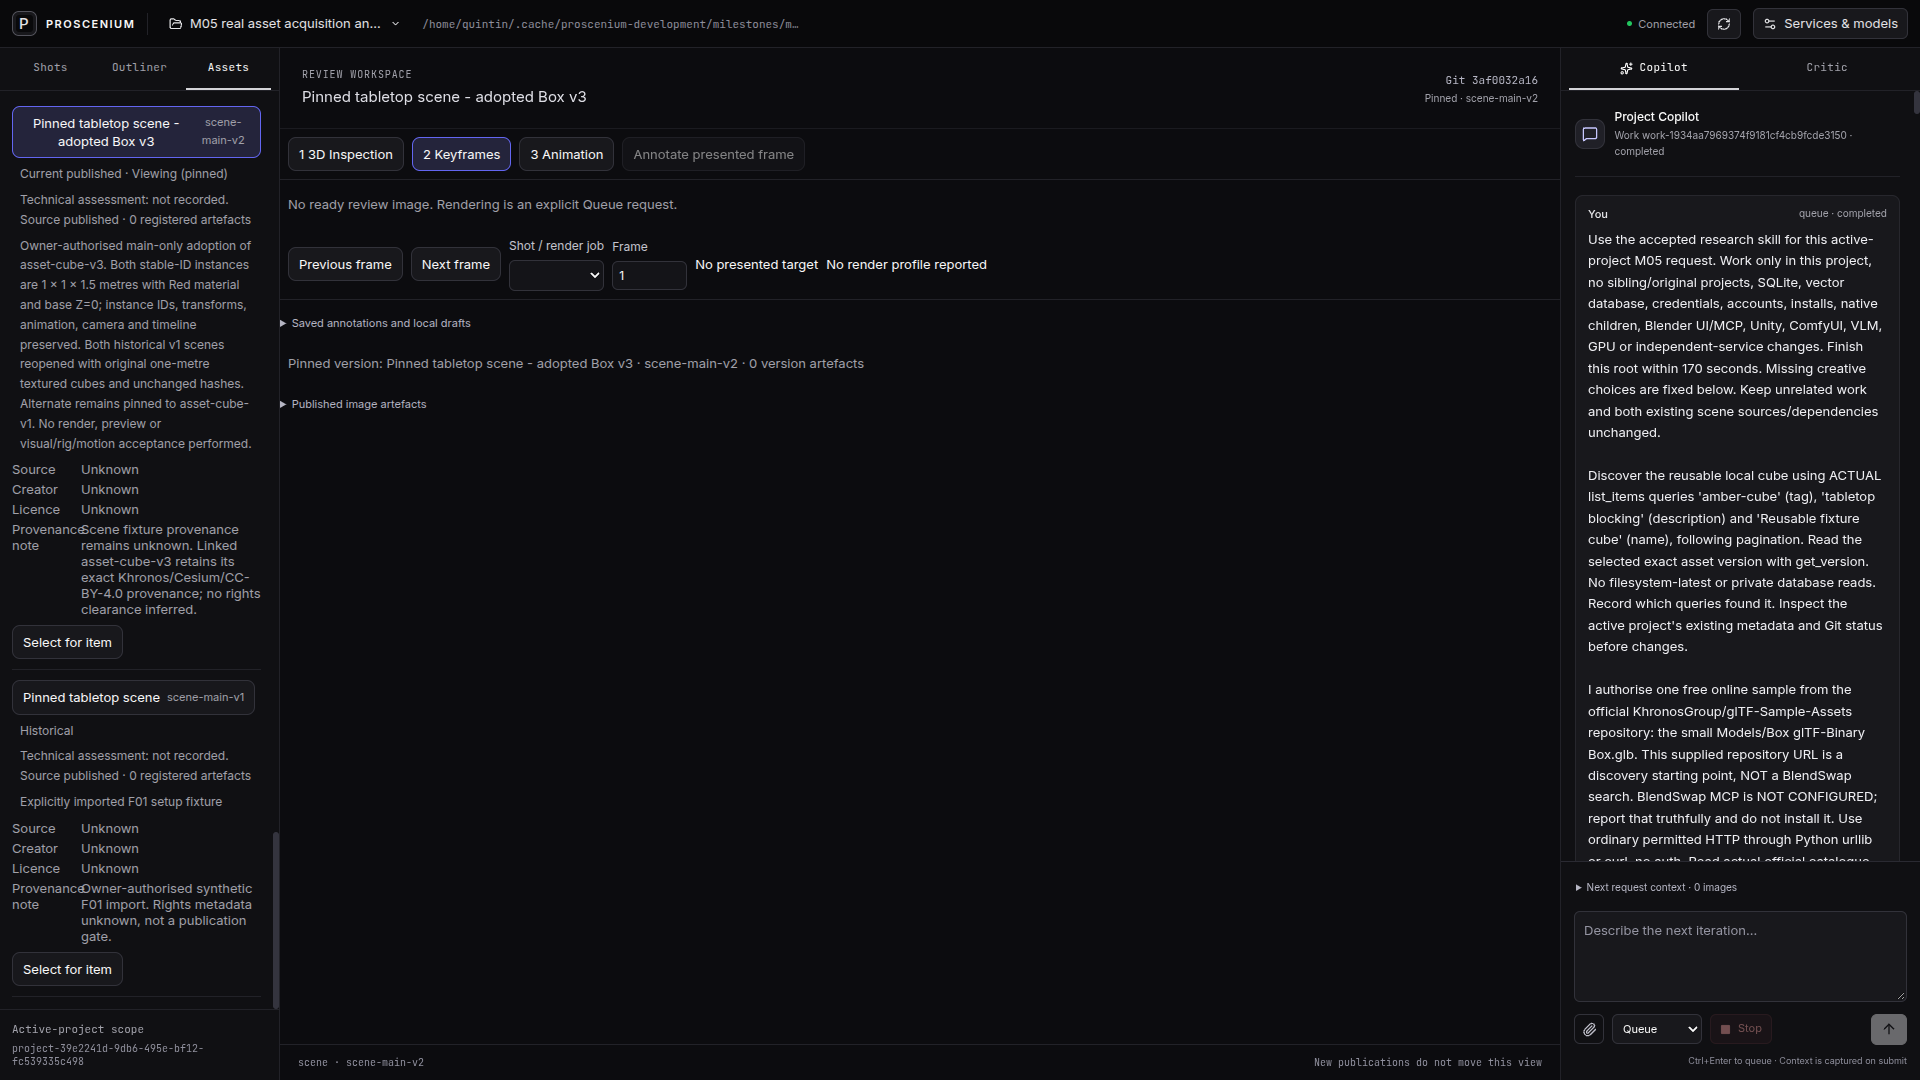 P PROSCENIUM
M05 real asset acquisition an...
/home/quintin/.cache/proscenium-development/milestones/m…
Connected
Services & models
Shots
Outliner
Assets
Pinned tabletop scene - adopted Box v3
scene-main-v2
Current published · Viewing (pinned)
Technical assessment: not recorded.
Source published · 0 registered artefacts
Owner-authorised main-only adoption of
asset-cube-v3. Both stable-ID instances
are 1 × 1 × 1.5 metres with Red material
and base Z=0; instance IDs, transforms,
animation, camera and timeline
preserved. Both historical v1 scenes
reopened with original one-metre
textured cubes and unchanged hashes.
Alternate remains pinned to asset-cube-
v1. No render, preview or
visual/rig/motion acceptance performed.
Source Unknown
Creator Unknown
Licence Unknown
Provenance note
Scene fixture provenance
remains unknown. Linked
asset-cube-v3 retains its
exact Khronos/Cesium/CC-
BY-4.0 provenance; no rights
clearance inferred.
Select for item
Pinned tabletop scene scene-main-v1
Historical
Technical assessment: not recorded.
Source published · 0 registered artefacts
Explicitly imported F01 setup fixture
Source Unknown
Creator Unknown
Licence Unknown
Provenance note
Owner-authorised synthetic
F01 import. Rights metadata
unknown, not a publication
gate.
Select for item
Active-project scope
project-39e2241d-9db6-495e-bf12-
fc539335c498
REVIEW WORKSPACE
Pinned tabletop scene - adopted Box v3
Git 3af0032a16
Pinned · scene-main-v2
1 3D Inspection
2 Keyframes
3 Animation
Annotate presented frame
No ready review image. Rendering is an explicit Queue request.
Previous frame
Next frame
Shot / render job
Frame
1
No presented target
No render profile reported
Saved annotations and local drafts
Pinned version: Pinned tabletop scene - adopted Box v3 · scene-main-v2 · 0 version artefacts
Published image artefacts
scene · scene-main-v2
New publications do not move this view
Copilot
Critic
Project Copilot
Work work-1934aa7969374f9181cf4cb9fcde3150 ·
completed
You
queue · completed
Use the accepted research skill for this active-
project M05 request. Work only in this project,
no sibling/original projects, SQLite, vector
database, credentials, accounts, installs, native
children, Blender UI/MCP, Unity, ComfyUI, VLM,
GPU or independent-service changes. Finish
this root within 170 seconds. Missing creative
choices are fixed below. Keep unrelated work
and both existing scene sources/dependencies
unchanged.
Discover the reusable local cube using ACTUAL
list_items queries 'amber-cube' (tag), 'tabletop
blocking' (description) and 'Reusable fixture
cube' (name), following pagination. Read the
selected exact asset version with get_version.
No filesystem-latest or private database reads.
Record which queries found it. Inspect the
active project's existing metadata and Git status
before changes.
I authorise one free online sample from the
official KhronosGroup/glTF-Sample-Assets
repository: the small Models/Box glTF-Binary
Box.glb. This supplied repository URL is a
discovery starting point, NOT a BlendSwap
search. BlendSwap MCP is NOT CONFIGURED;
report that truthfully and do not install it. Use
ordinary permitted HTTP through Python urllib
or curl, no auth. Read actual official catalogue
Next request context · 0 images
Describe the next iteration...
Queue
Stop
Ctrl+Enter to queue · Context is captured on submit